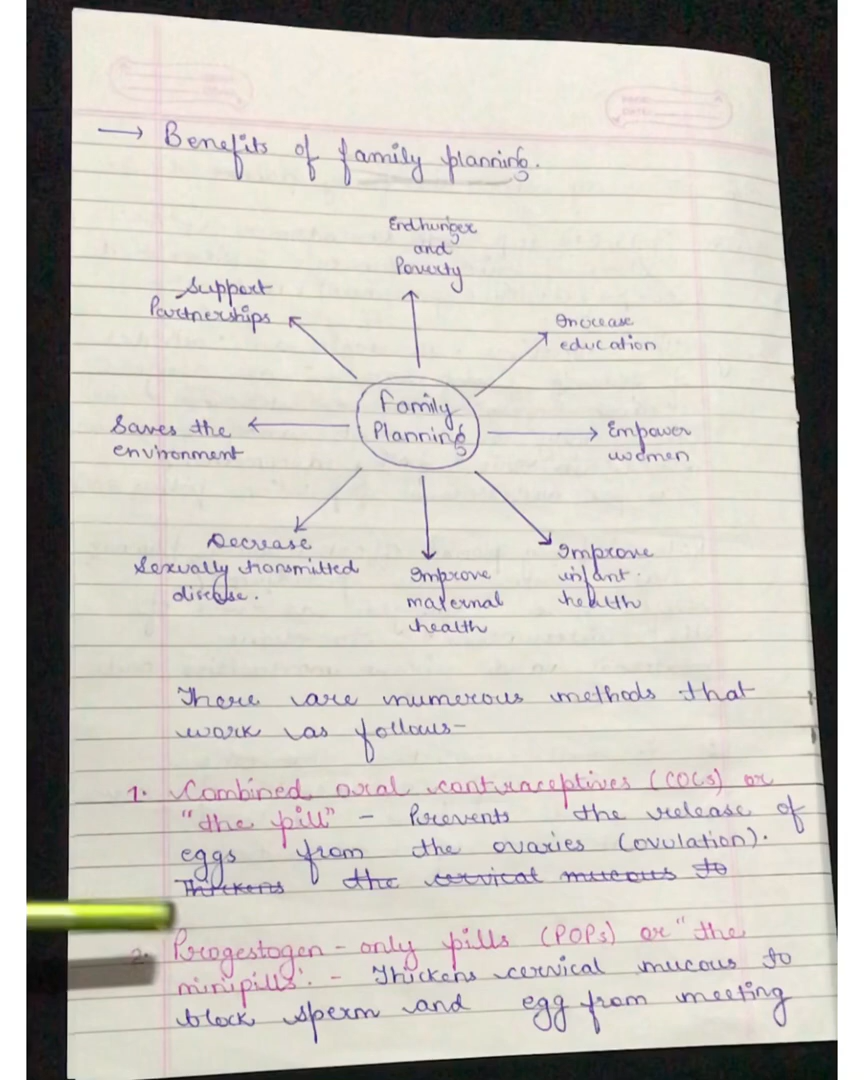 → Benefits of family planning.
End hunger
and
Poverty
Support
Partnerships
Increase
education
Family
Planning
Saves the
environment
Empower
women
Decrease
Sexually transmitted
disease.
Improve
maternal
health
Improve
infant
health
There are numerous methods that
work as follows-
1. Combined oral contraceptives (COCs) or
"the pill" - Prevents the release of
eggs from the ovaries (ovulation).
Thickens the cervical mucous to
2. Progestogen-only pills (POPs) or "the
minipills". - Thickens cervical mucous to
block sperm and egg from meeting